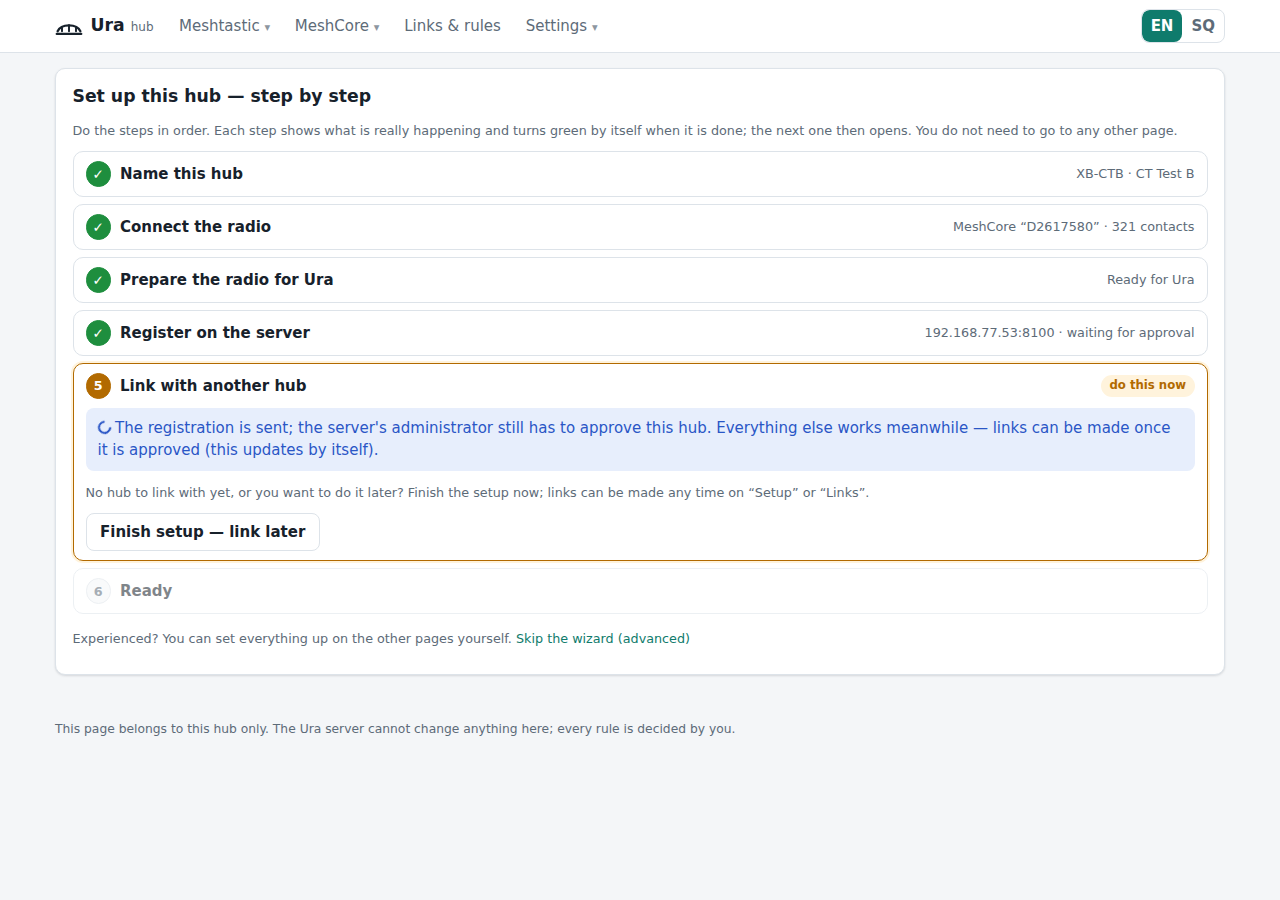 Ura hub Meshtastic ▾ MeshCore ▾ Links & rules Settings ▾ EN SQ
Set up this hub — step by step
Do the steps in order. Each step shows what is really happening and turns green by itself when it is done; the next one then opens. You do not need to go to any other page.
✓ Name this hub XB-CTB · CT Test B
✓ Connect the radio MeshCore “D2617580” · 321 contacts
✓ Prepare the radio for Ura Ready for Ura
✓ Register on the server 192.168.77.53:8100 · waiting for approval
5 Link with another hub do this now
The registration is sent; the server's administrator still has to approve this hub. Everything else works meanwhile — links can be made once
it is approved (this updates by itself).
No hub to link with yet, or you want to do it later? Finish the setup now; links can be made any time on “Setup” or “Links”.
Finish setup — link later
6 Ready
Experienced? You can set everything up on the other pages yourself. Skip the wizard (advanced)
This page belongs to this hub only. The Ura server cannot change anything here; every rule is decided by you.